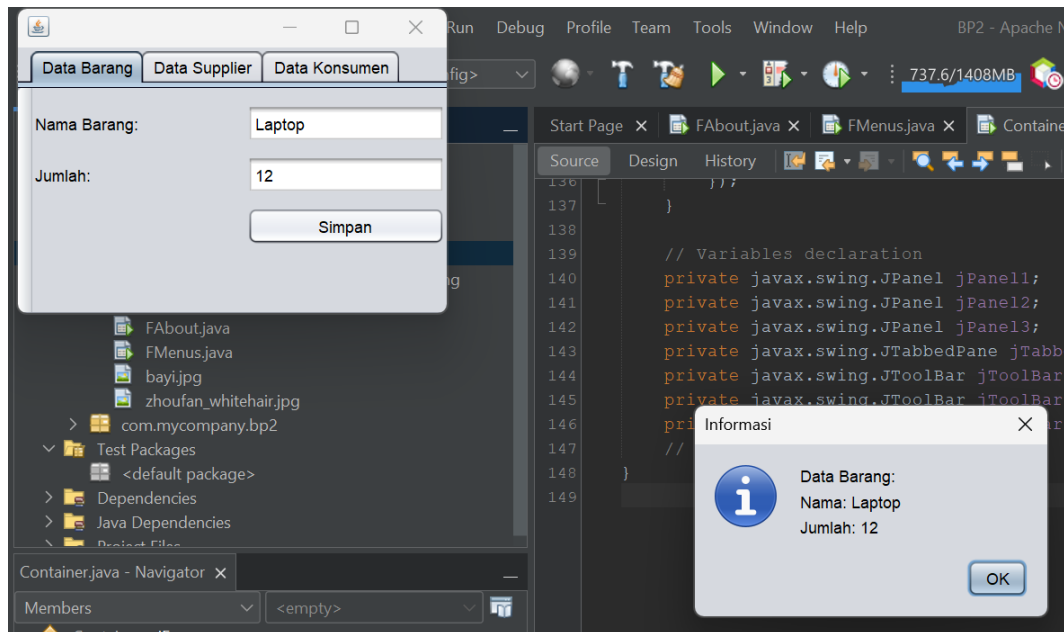 Run Debug Profile Team Tools Window Help BP2 - Apache N
Data Barang Data Supplier Data Konsumen
fig>
737.6/1408MB
Nama Barang: Laptop
Jumlah: 12
Simpan
Start Page FAbout.java FMenus.java Containe
Source Design History
136 });
137 }
138
139 // Variables declaration
140 private javax.swing.JPanel jPanel1;
141 private javax.swing.JPanel jPanel2;
142 private javax.swing.JPanel jPanel3;
143 private javax.swing.JTabbedPane jTabb
144 private javax.swing.JToolBar jToolBar
145 private javax.swing.JToolBar jToolBar
146 pri
147 //
148 }
149
FAbout.java
FMenus.java
bayi.jpg
zhoufan_whitehair.jpg
com.mycompany.bp2
Test Packages
<default package>
Dependencies
Java Dependencies
Project Files
Container.java - Navigator
Members <empty>
Informasi
Data Barang:
Nama: Laptop
Jumlah: 12
OK